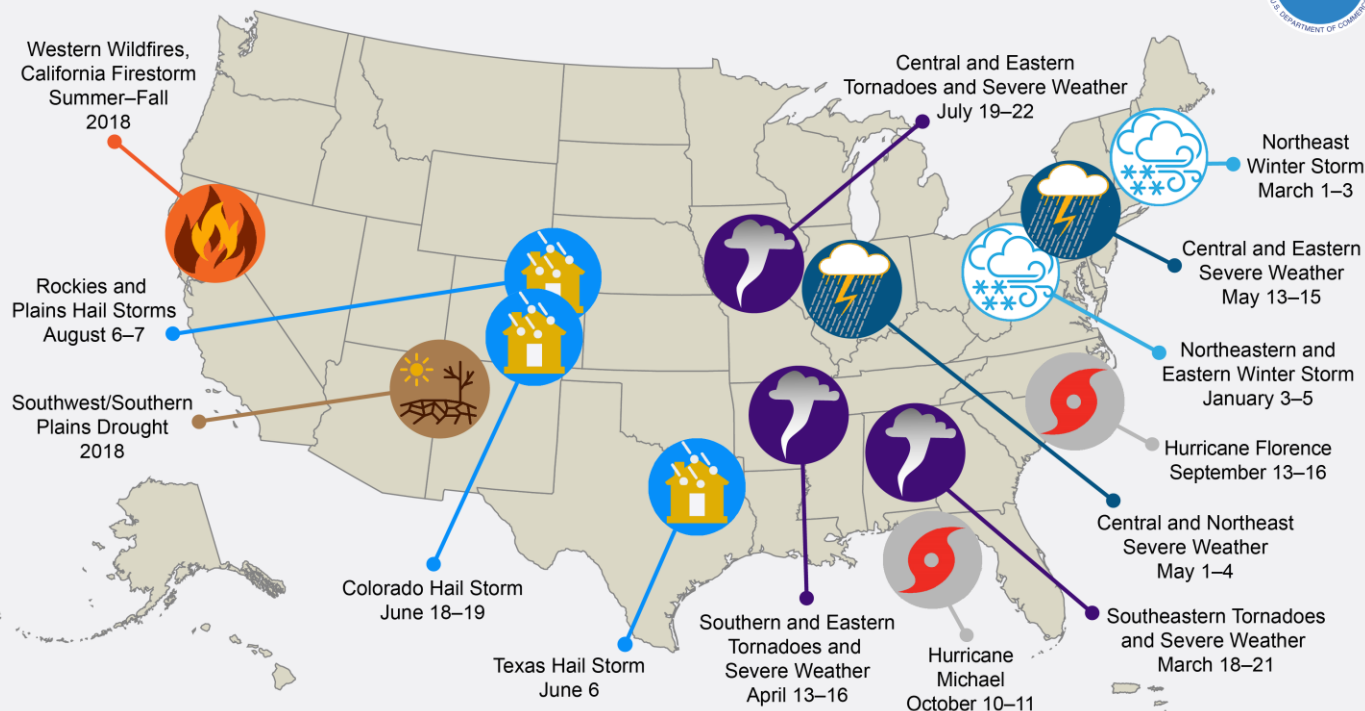 U.S. DEPARTMENT OF COMMERCE
Western Wildfires,
California Firestorm
Summer–Fall
2018
Central and Eastern
Tornadoes and Severe Weather
July 19–22
Northeast
Winter Storm
March 1–3
Central and Eastern
Severe Weather
May 13–15
Rockies and
Plains Hail Storms
August 6–7
Northeastern and
Eastern Winter Storm
January 3–5
Southwest/Southern
Plains Drought
2018
Hurricane Florence
September 13–16
Central and Northeast
Severe Weather
May 1–4
Colorado Hail Storm
June 18–19
Southern and Eastern
Tornadoes and
Severe Weather
April 13–16
Southeastern Tornadoes
and Severe Weather
March 18–21
Texas Hail Storm
June 6
Hurricane
Michael
October 10–11